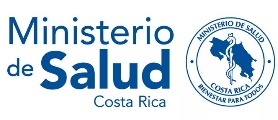 Ministerio
de Salud
Costa Rica
MINISTERIO DE SALUD
COSTA RICA
BIENESTAR PARA TODOS